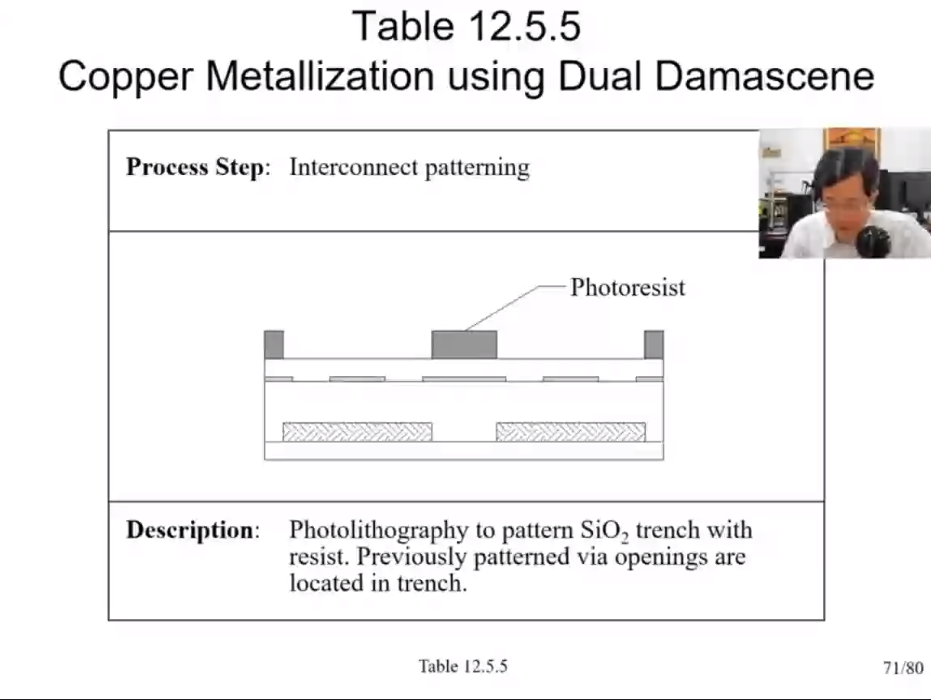 Table 12.5.5
Copper Metallization using Dual Damascene
Process Step: Interconnect patterning
Photoresist
Description: Photolithography to pattern SiO₂ trench with
resist. Previously patterned via openings are
located in trench.
Table 12.5.5
71/80